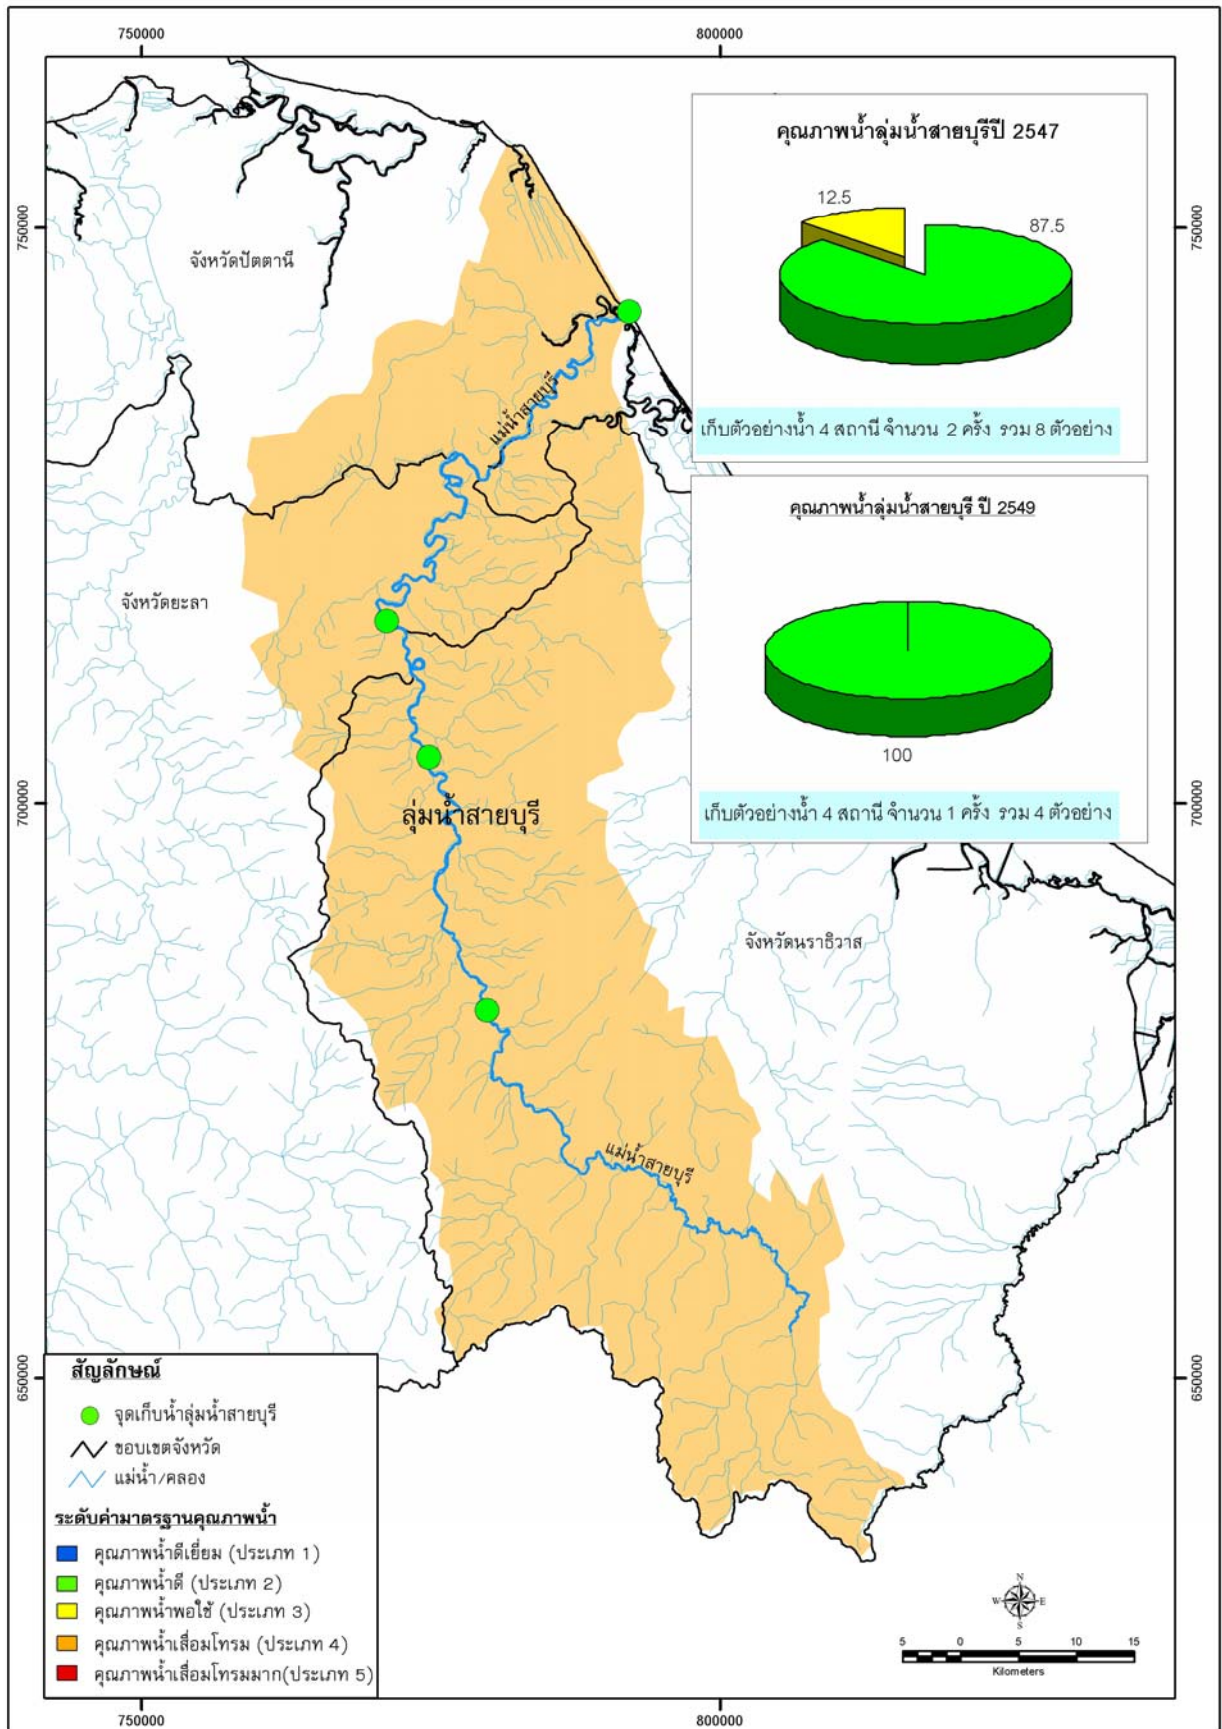 750000
800000
คุณภาพน้ำลุ่มน้ำสายบุรีปี 2547
12.5
87.5
750000
750000
จังหวัดปัตตานี
แม่น้ำสายบุรี
เก็บตัวอย่างน้ำ 4 สถานี จำนวน 2 ครั้ง รวม 8 ตัวอย่าง
คุณภาพน้ำลุ่มน้ำสายบุรี ปี 2549
จังหวัดยะลา
100
700000
700000
ลุ่มน้ำสายบุรี
เก็บตัวอย่างน้ำ 4 สถานี จำนวน 1 ครั้ง รวม 4 ตัวอย่าง
จังหวัดนราธิวาส
แม่น้ำสายบุรี
650000
650000
สัญลักษณ์
จุดเก็บน้ำลุ่มน้ำสายบุรี
ขอบเขตจังหวัด
แม่น้ำ/คลอง
ระดับค่ามาตรฐานคุณภาพน้ำ
คุณภาพน้ำดีเยี่ยม (ประเภท 1)
คุณภาพน้ำดี (ประเภท 2)
คุณภาพน้ำพอใช้ (ประเภท 3)
คุณภาพน้ำเสื่อมโทรม (ประเภท 4)
คุณภาพน้ำเสื่อมโทรมมาก(ประเภท 5)
N
W E
S
5 0 5 10 15
Kilometers
750000
800000